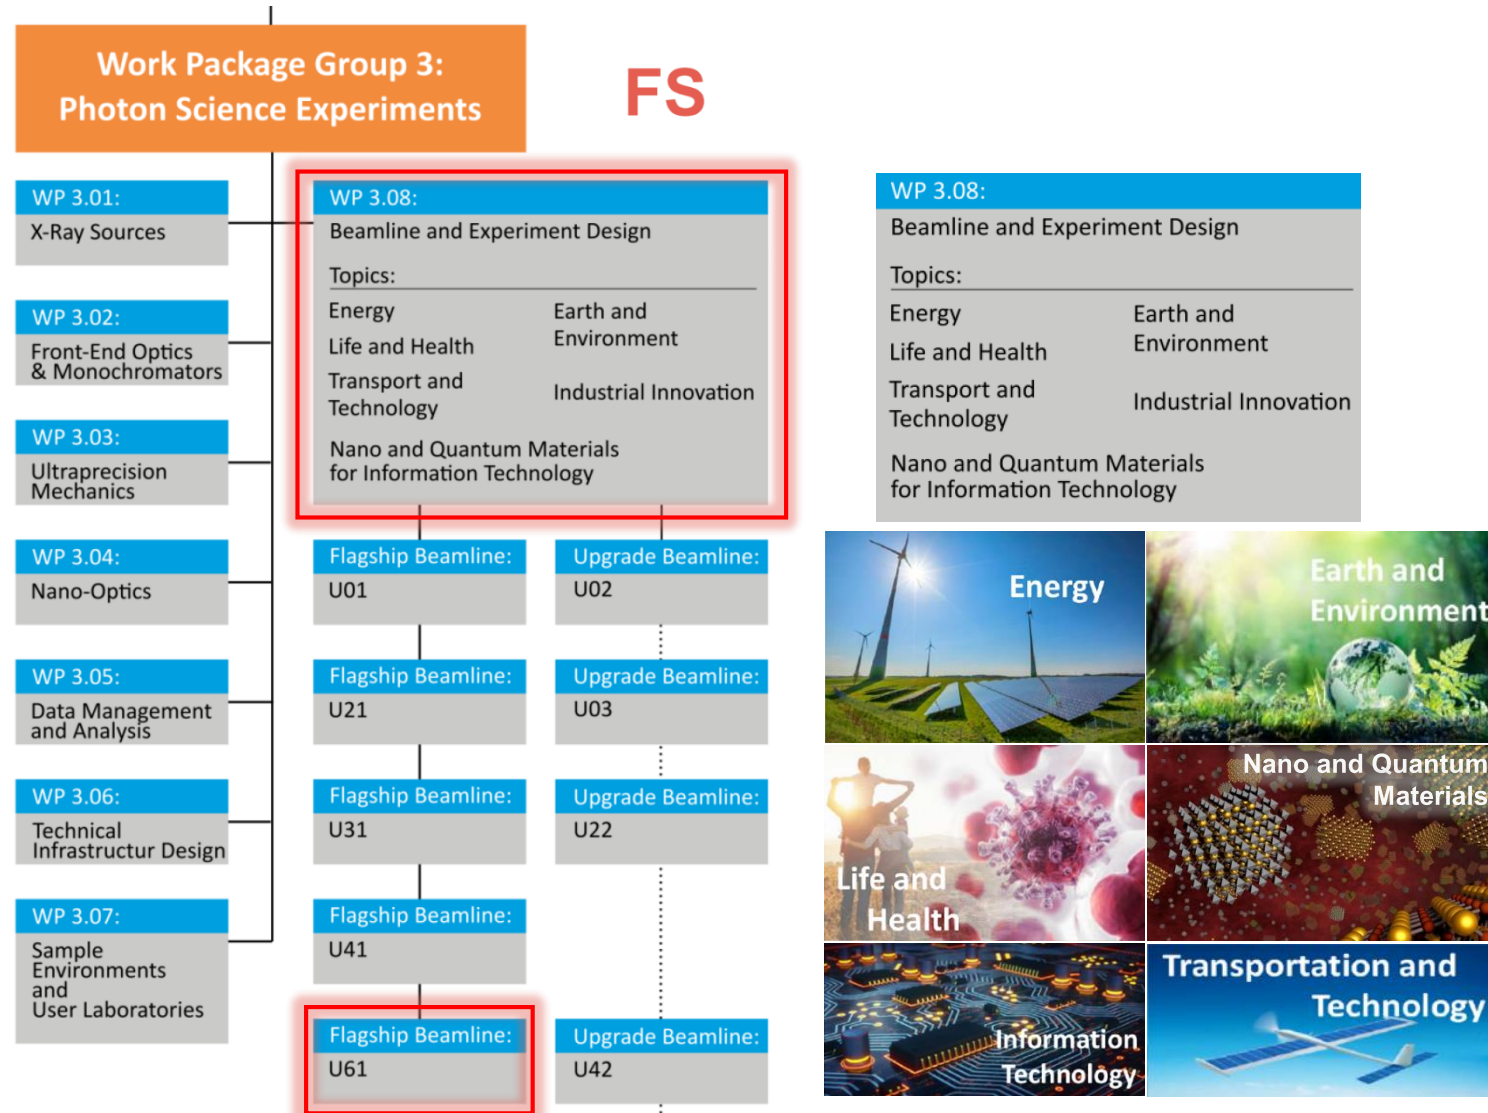 Work Package Group 3:
Photon Science Experiments
FS
WP 3.01:
X-Ray Sources
WP 3.02:
Front-End Optics
& Monochromators
WP 3.03:
Ultraprecision
Mechanics
WP 3.04:
Nano-Optics
WP 3.05:
Data Management
and Analysis
WP 3.06:
Technical
Infrastructur Design
WP 3.07:
Sample
Environments
and
User Laboratories
WP 3.08:
Beamline and Experiment Design
Topics:
Energy
Life and Health
Transport and
Technology
Earth and
Environment
Industrial Innovation
Nano and Quantum Materials
for Information Technology
Flagship Beamline:
U01
Flagship Beamline:
U21
Flagship Beamline:
U31
Flagship Beamline:
U41
Flagship Beamline:
U61
Upgrade Beamline:
U02
Upgrade Beamline:
U03
Upgrade Beamline:
U22
Upgrade Beamline:
U42
WP 3.08:
Beamline and Experiment Design
Topics:
Energy
Life and Health
Transport and
Technology
Earth and
Environment
Industrial Innovation
Nano and Quantum Materials
for Information Technology
Energy
Earth and
Environment
Life and
Health
Nano and Quantum
Materials
Information
Technology
Transportation and
Technology